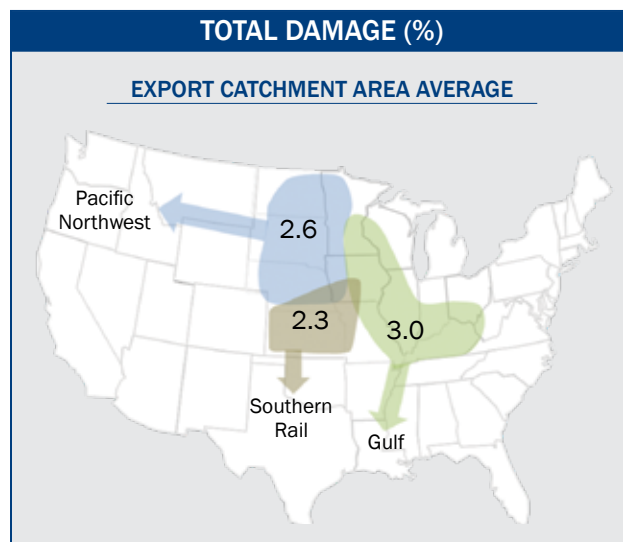 TOTAL DAMAGE (%)
EXPORT CATCHMENT AREA AVERAGE
Pacific
Northwest
2.6
2.3
3.0
Southern
Rail
Gulf